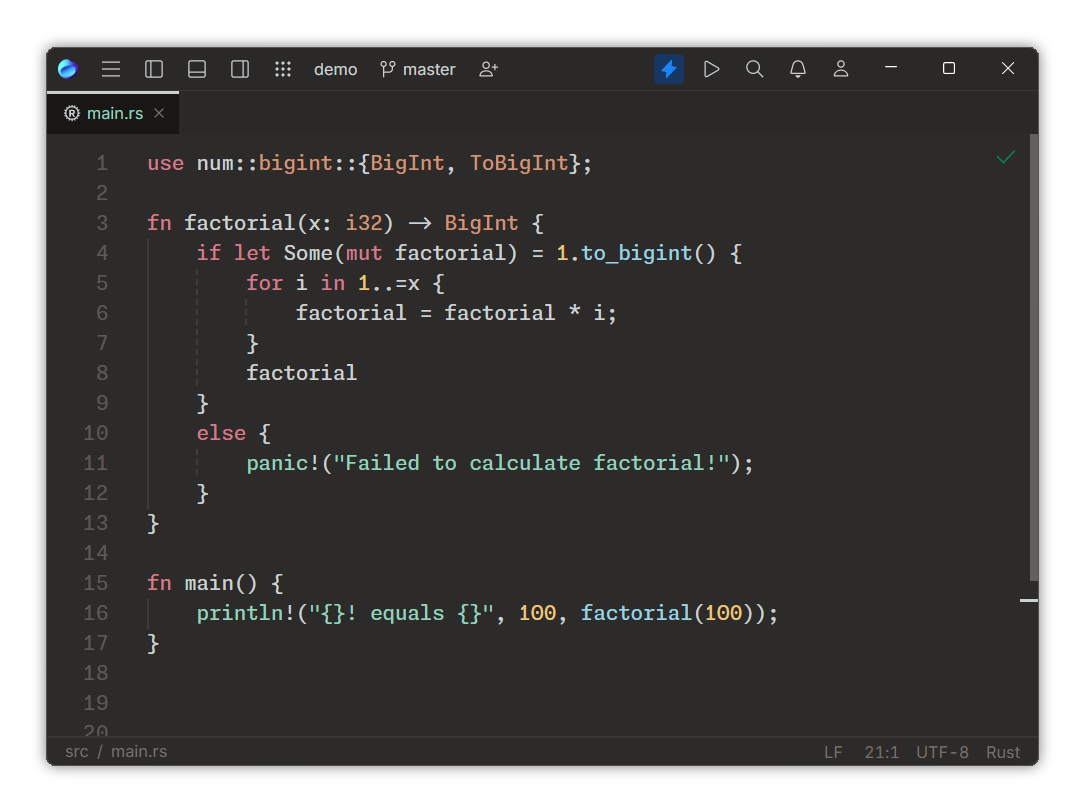 demo master
main.rs
1 use num::bigint::{BigInt, ToBigInt};
2
3 fn factorial(x: i32) -> BigInt {
4 if let Some(mut factorial) = 1.to_bigint() {
5 for i in 1..=x {
6 factorial = factorial * i;
7 }
8 factorial
9 }
10 else {
11 panic!("Failed to calculate factorial!");
12 }
13 }
14
15 fn main() {
16 println!("{}! equals {}", 100, factorial(100));
17 }
18
19
20
src / main.rs LF 21:1 UTF-8 Rust